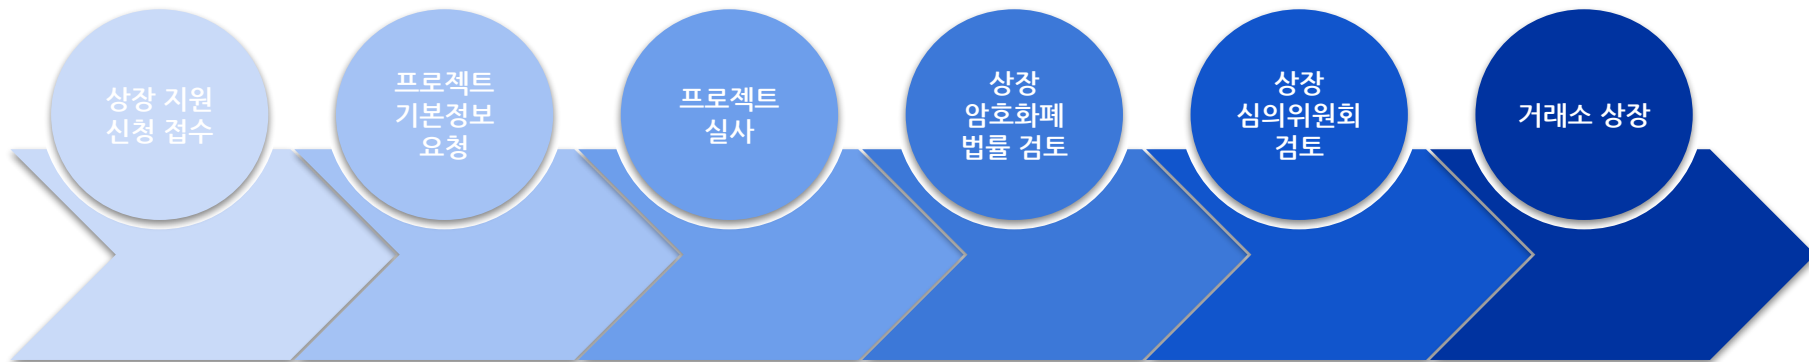 상장 지원
신청 접수
프로젝트
기본정보
요청
프로젝트
실사
상장
암호화폐
법률 검토
상장
심의위원회
검토
거래소 상장